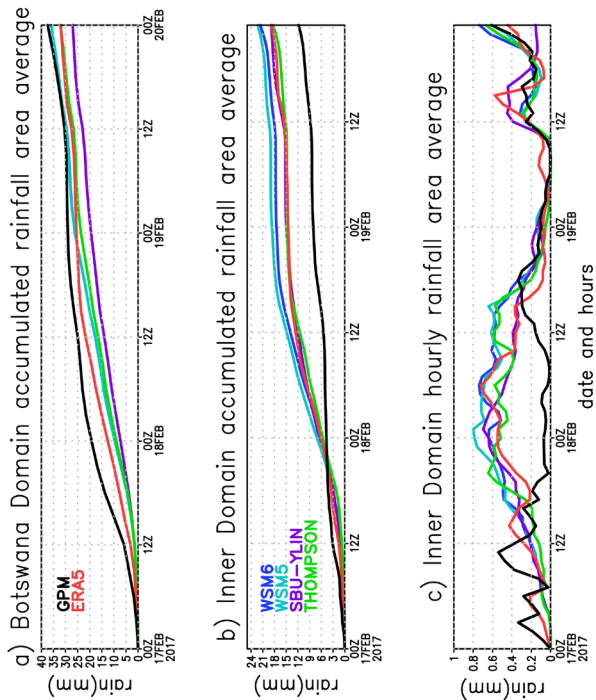 a) Botswana Domain accumulated rainfall area average
rain(mm)
40
35
30
25
20
15
10
5
0
GPM
ERA5
00Z
17FEB
2017
12Z
00Z
18FEB
12Z
00Z
19FEB
12Z
00Z
20FEB
b) Inner Domain accumulated rainfall area average
rain(mm)
24
21
18
15
12
9
6
3
0
WSM6
WSM5
SBU-YLIN
THOMPSON
00Z
17FEB
2017
12Z
00Z
18FEB
12Z
00Z
19FEB
12Z
00Z
20FEB
c) Inner Domain hourly rainfall area average
rain(mm)
1
0.8
0.6
0.4
0.2
0
00Z
17FEB
2017
12Z
00Z
18FEB
12Z
00Z
19FEB
12Z
date and hours